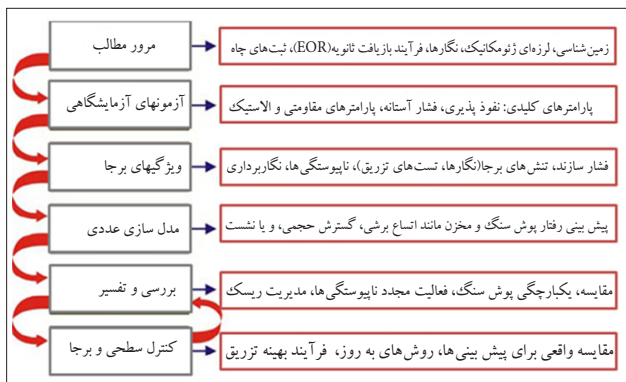 مرور مطالب
زمین‌شناسی، لرزه‌ای ژئومکانیک، نگارها، فرآیند بازیافت ثانویه(EOR)، ثبت‌های چاه
آزمونهای آزمایشگاهی
پارامترهای کلیدی: نفوذ پذیری، فشار آستانه، پارامترهای مقاومتی و الاستیک
ویژگیهای برجا
فشار سازند، تنش‌های برجا(نگارها، تست‌های تزریق)، ناپیوستگی‌ها، نگاربرداری
مدل سازی عددی
پیش بینی رفتار پوش سنگ و مخزن مانند اتساع برشی، گسترش حجمی، و یا نشست
بررسی و تفسیر
مقایسه، یکپارچگی پوش سنگ، فعالیت مجدد ناپیوستگی‌ها، مدیریت ریسک
کنترل سطحی و برجا
مقایسه واقعی برای پیش بینی‌ها، روش‌های به روز، فرآیند بهینه تزریق